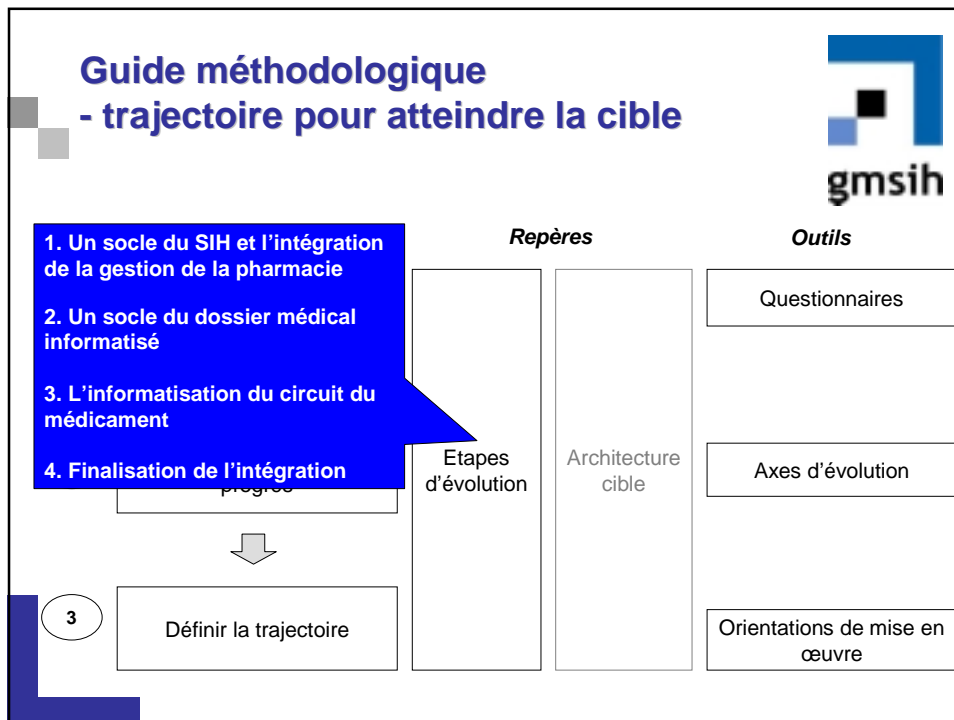 Guide méthodologique
- trajectoire pour atteindre la cible
gmsih
1. Un socle du SIH et l'intégration
de la gestion de la pharmacie
2. Un socle du dossier médical
informatisé
3. L'informatisation du circuit du
médicament
4. Finalisation de l'intégration
progrès
Repères
Outils
Etapes
d'évolution
Architecture
cible
Questionnaires
Axes d'évolution
3
Définir la trajectoire
Orientations de mise en
œuvre